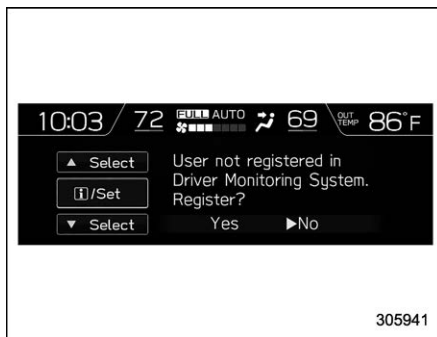 10:03 72 FULL AUTO 69 OUT TEMP 86°F
▲ Select
i/Set
▼ Select
User not registered in
Driver Monitoring System.
Register?
Yes ▶No
305941